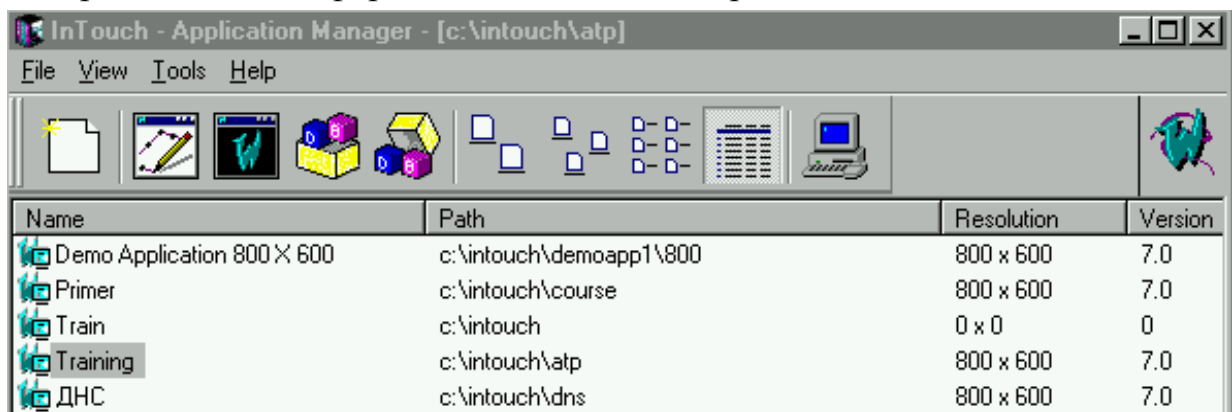 InTouch - Application Manager - [c:\intouch\atp]
File View Tools Help
Name Path Resolution Version
Demo Application 800 X 600 c:\intouch\demoapp1\800 800 x 600 7.0
Primer c:\intouch\course 800 x 600 7.0
Train c:\intouch 0 x 0 0
Training c:\intouch\atp 800 x 600 7.0
ДНС c:\intouch\dns 800 x 600 7.0